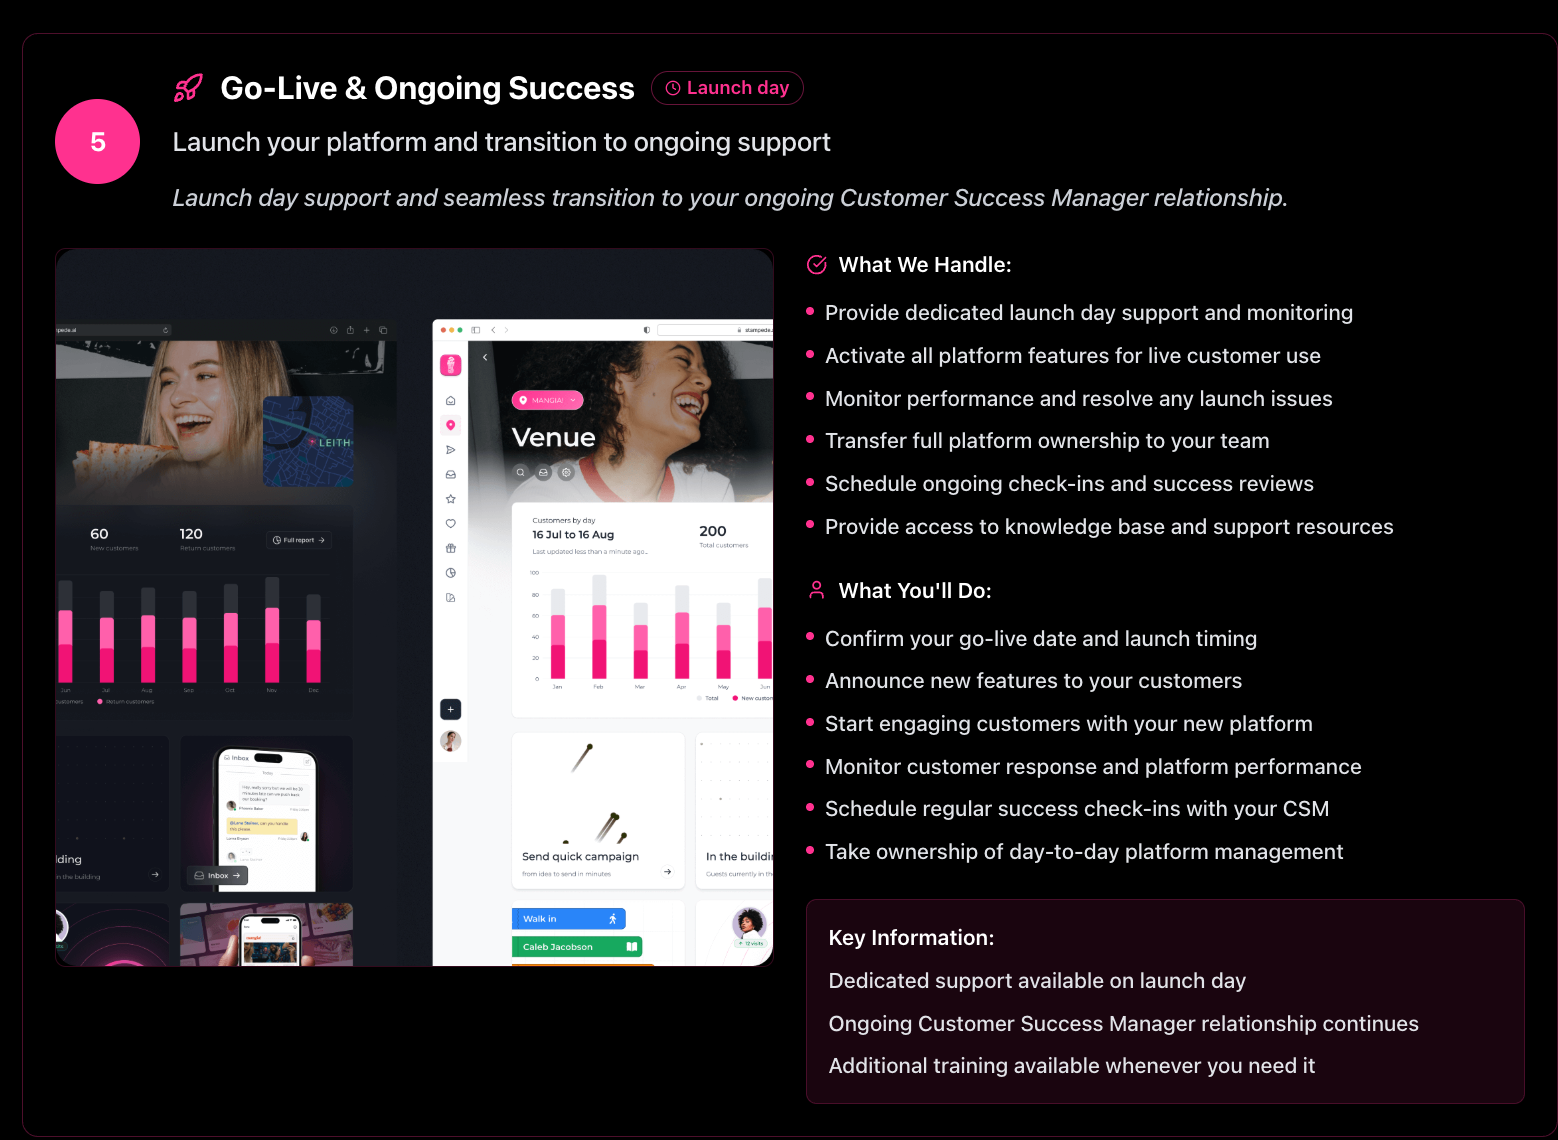 Go-Live & Ongoing Success
Launch day
5
Launch your platform and transition to ongoing support
Launch day support and seamless transition to your ongoing Customer Success Manager relationship.
stampede.ai
LEITH
60
New customers
120
Return customers
Full report
Jun
Jul
Aug
Sep
Oct
Nov
Dec
customers
Return customers
Inbox
Today
lding
in the building
Inbox
stampede.
MANGIA!
Venue
Customers by day
16 Jul to 16 Aug
Last updated less than a minute ago...
200
Total customers
100
80
60
40
20
0
Jan
Feb
Mar
Apr
May
Jun
Total
New custom
Send quick campaign
from idea to send in minutes
In the buildin
Guests currently in th
Walk in
Caleb Jacobson
12 visits
What We Handle:
Provide dedicated launch day support and monitoring
Activate all platform features for live customer use
Monitor performance and resolve any launch issues
Transfer full platform ownership to your team
Schedule ongoing check-ins and success reviews
Provide access to knowledge base and support resources
What You'll Do:
Confirm your go-live date and launch timing
Announce new features to your customers
Start engaging customers with your new platform
Monitor customer response and platform performance
Schedule regular success check-ins with your CSM
Take ownership of day-to-day platform management
Key Information:
Dedicated support available on launch day
Ongoing Customer Success Manager relationship continues
Additional training available whenever you need it